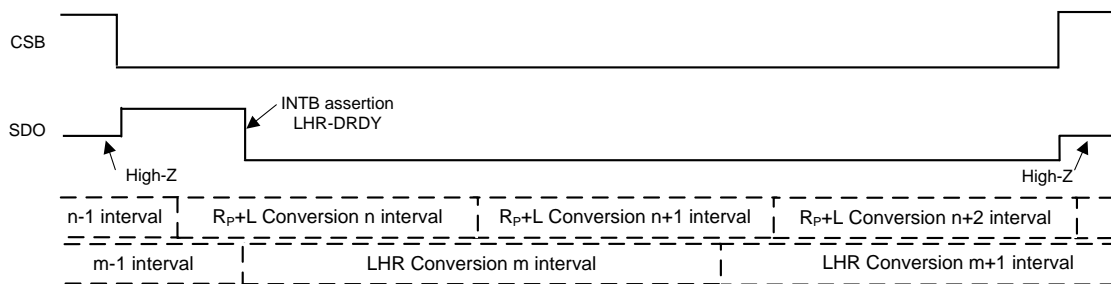 CSB
INTB assertion
LHR-DRDY
SDO
High-Z
High-Z
n-1 interval
RP+L Conversion n interval
RP+L Conversion n+1 interval
RP+L Conversion n+2 interval
m-1 interval
LHR Conversion m interval
LHR Conversion m+1 interval